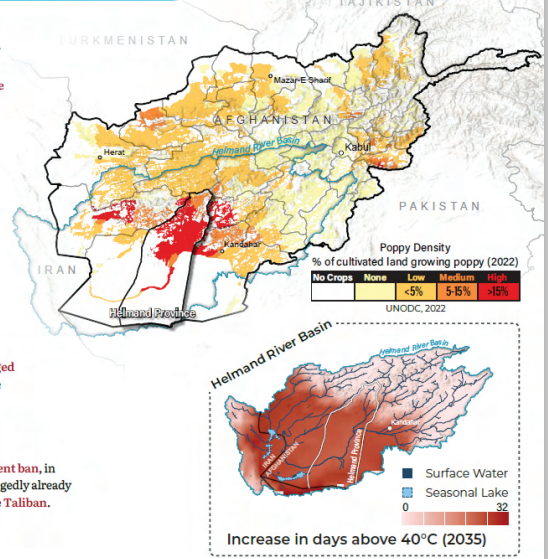 TAJIKISTAN
TURKMENISTAN
Mazar-E Sharif
AFGHANISTAN
Helmand River Basin
Kabul
Herat
PAKISTAN
Kandahar
IRAN
Helmand Province
Poppy Density
% of cultivated land growing poppy (2022)
No Crops None Low Medium High
<5% 5-15% >15%
UNODC, 2022
Helmand River Basin
Helmand River Basin
Kandahar
IRAN
AFGHANISTAN
Helmand Province
Surface Water
Seasonal Lake
0 32
Increase in days above 40°C (2035)
ged
ent ban, in
gedly already
Taliban.